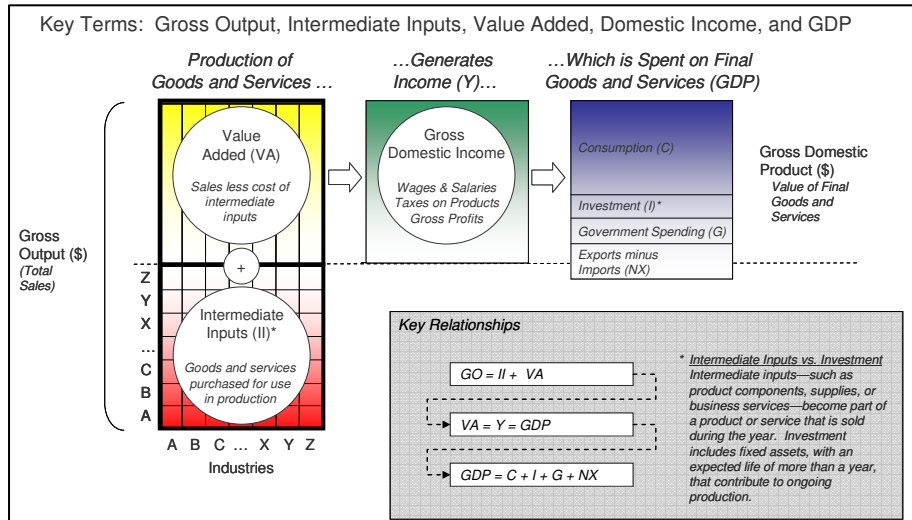 Key Terms: Gross Output, Intermediate Inputs, Value Added, Domestic Income, and GDP
Production of
Goods and Services …
…Generates
Income (Y)…
…Which is Spent on Final
Goods and Services (GDP)
Gross
Output ($)
(Total
Sales)
Value
Added (VA)
Sales less cost of
intermediate
inputs
+
Z
Y
X
...
C
B
A
Intermediate
Inputs (II)*
Goods and services
purchased for use
in production
A B C ... X Y Z
Industries
Gross
Domestic Income
Wages & Salaries
Taxes on Products
Gross Profits
Consumption (C)
Investment (I)*
Government Spending (G)
Exports minus
Imports (NX)
Gross Domestic
Product ($)
Value of Final
Goods and
Services
Key Relationships
GO = II + VA
VA = Y = GDP
GDP = C + I + G + NX
* Intermediate Inputs vs. Investment
Intermediate inputs—such as
product components, supplies, or
business services—become part of
a product or service that is sold
during the year. Investment
includes fixed assets, with an
expected life of more than a year,
that contribute to ongoing
production.